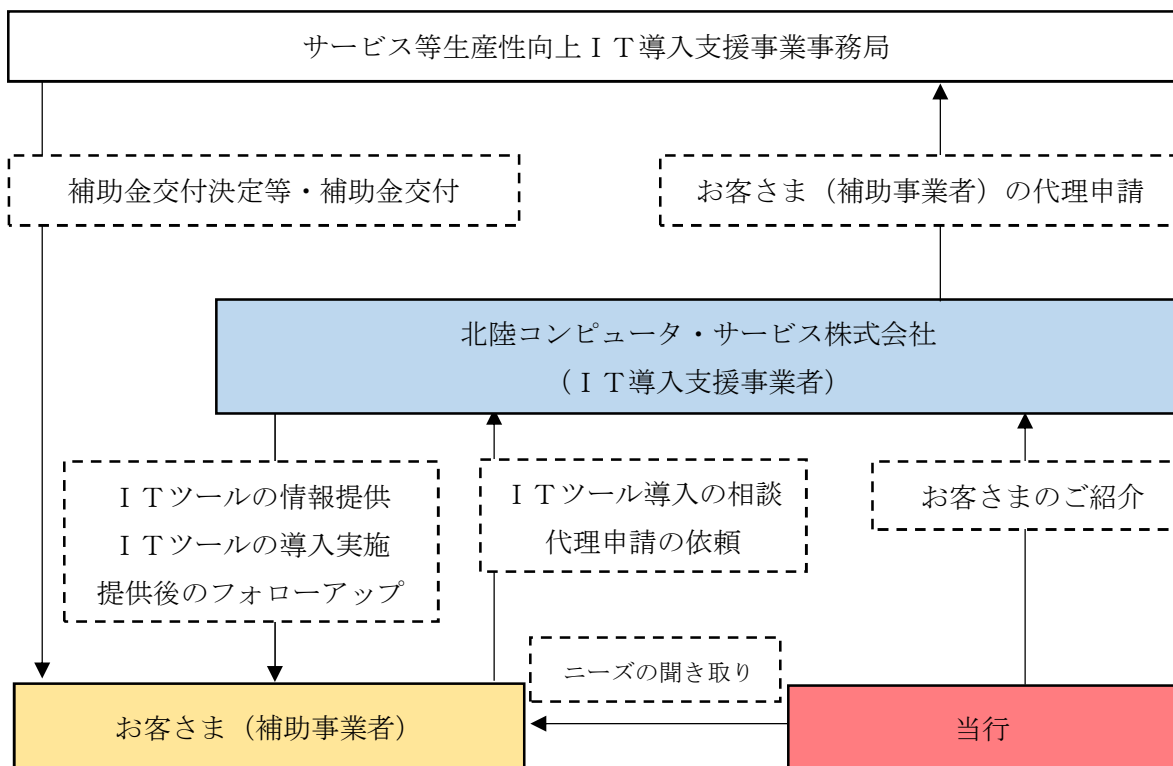 サービス等生産性向上ＩＴ導入支援事業事務局
補助金交付決定等・補助金交付
お客さま（補助事業者）の代理申請
北陸コンピュータ・サービス株式会社
（ＩＴ導入支援事業者）
ＩＴツールの情報提供
ＩＴツールの導入実施
提供後のフォローアップ
ＩＴツール導入の相談
代理申請の依頼
お客さまのご紹介
ニーズの聞き取り
お客さま（補助事業者）
当行